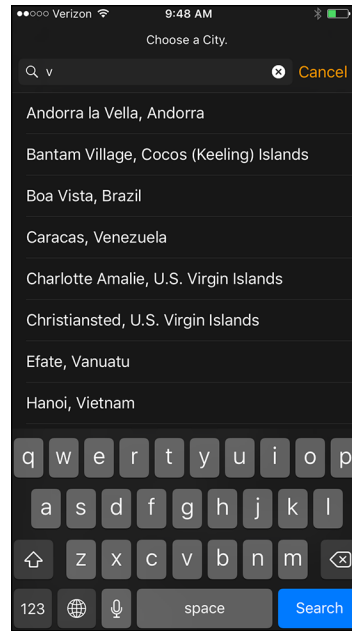 Verizon 9:48 AM
Choose a City.
v Cancel
Andorra la Vella, Andorra
Bantam Village, Cocos (Keeling) Islands
Boa Vista, Brazil
Caracas, Venezuela
Charlotte Amalie, U.S. Virgin Islands
Christiansted, U.S. Virgin Islands
Efate, Vanuatu
Hanoi, Vietnam
q w e r t y u i o p
a s d f g h j k l
z x c v b n m
123 space Search